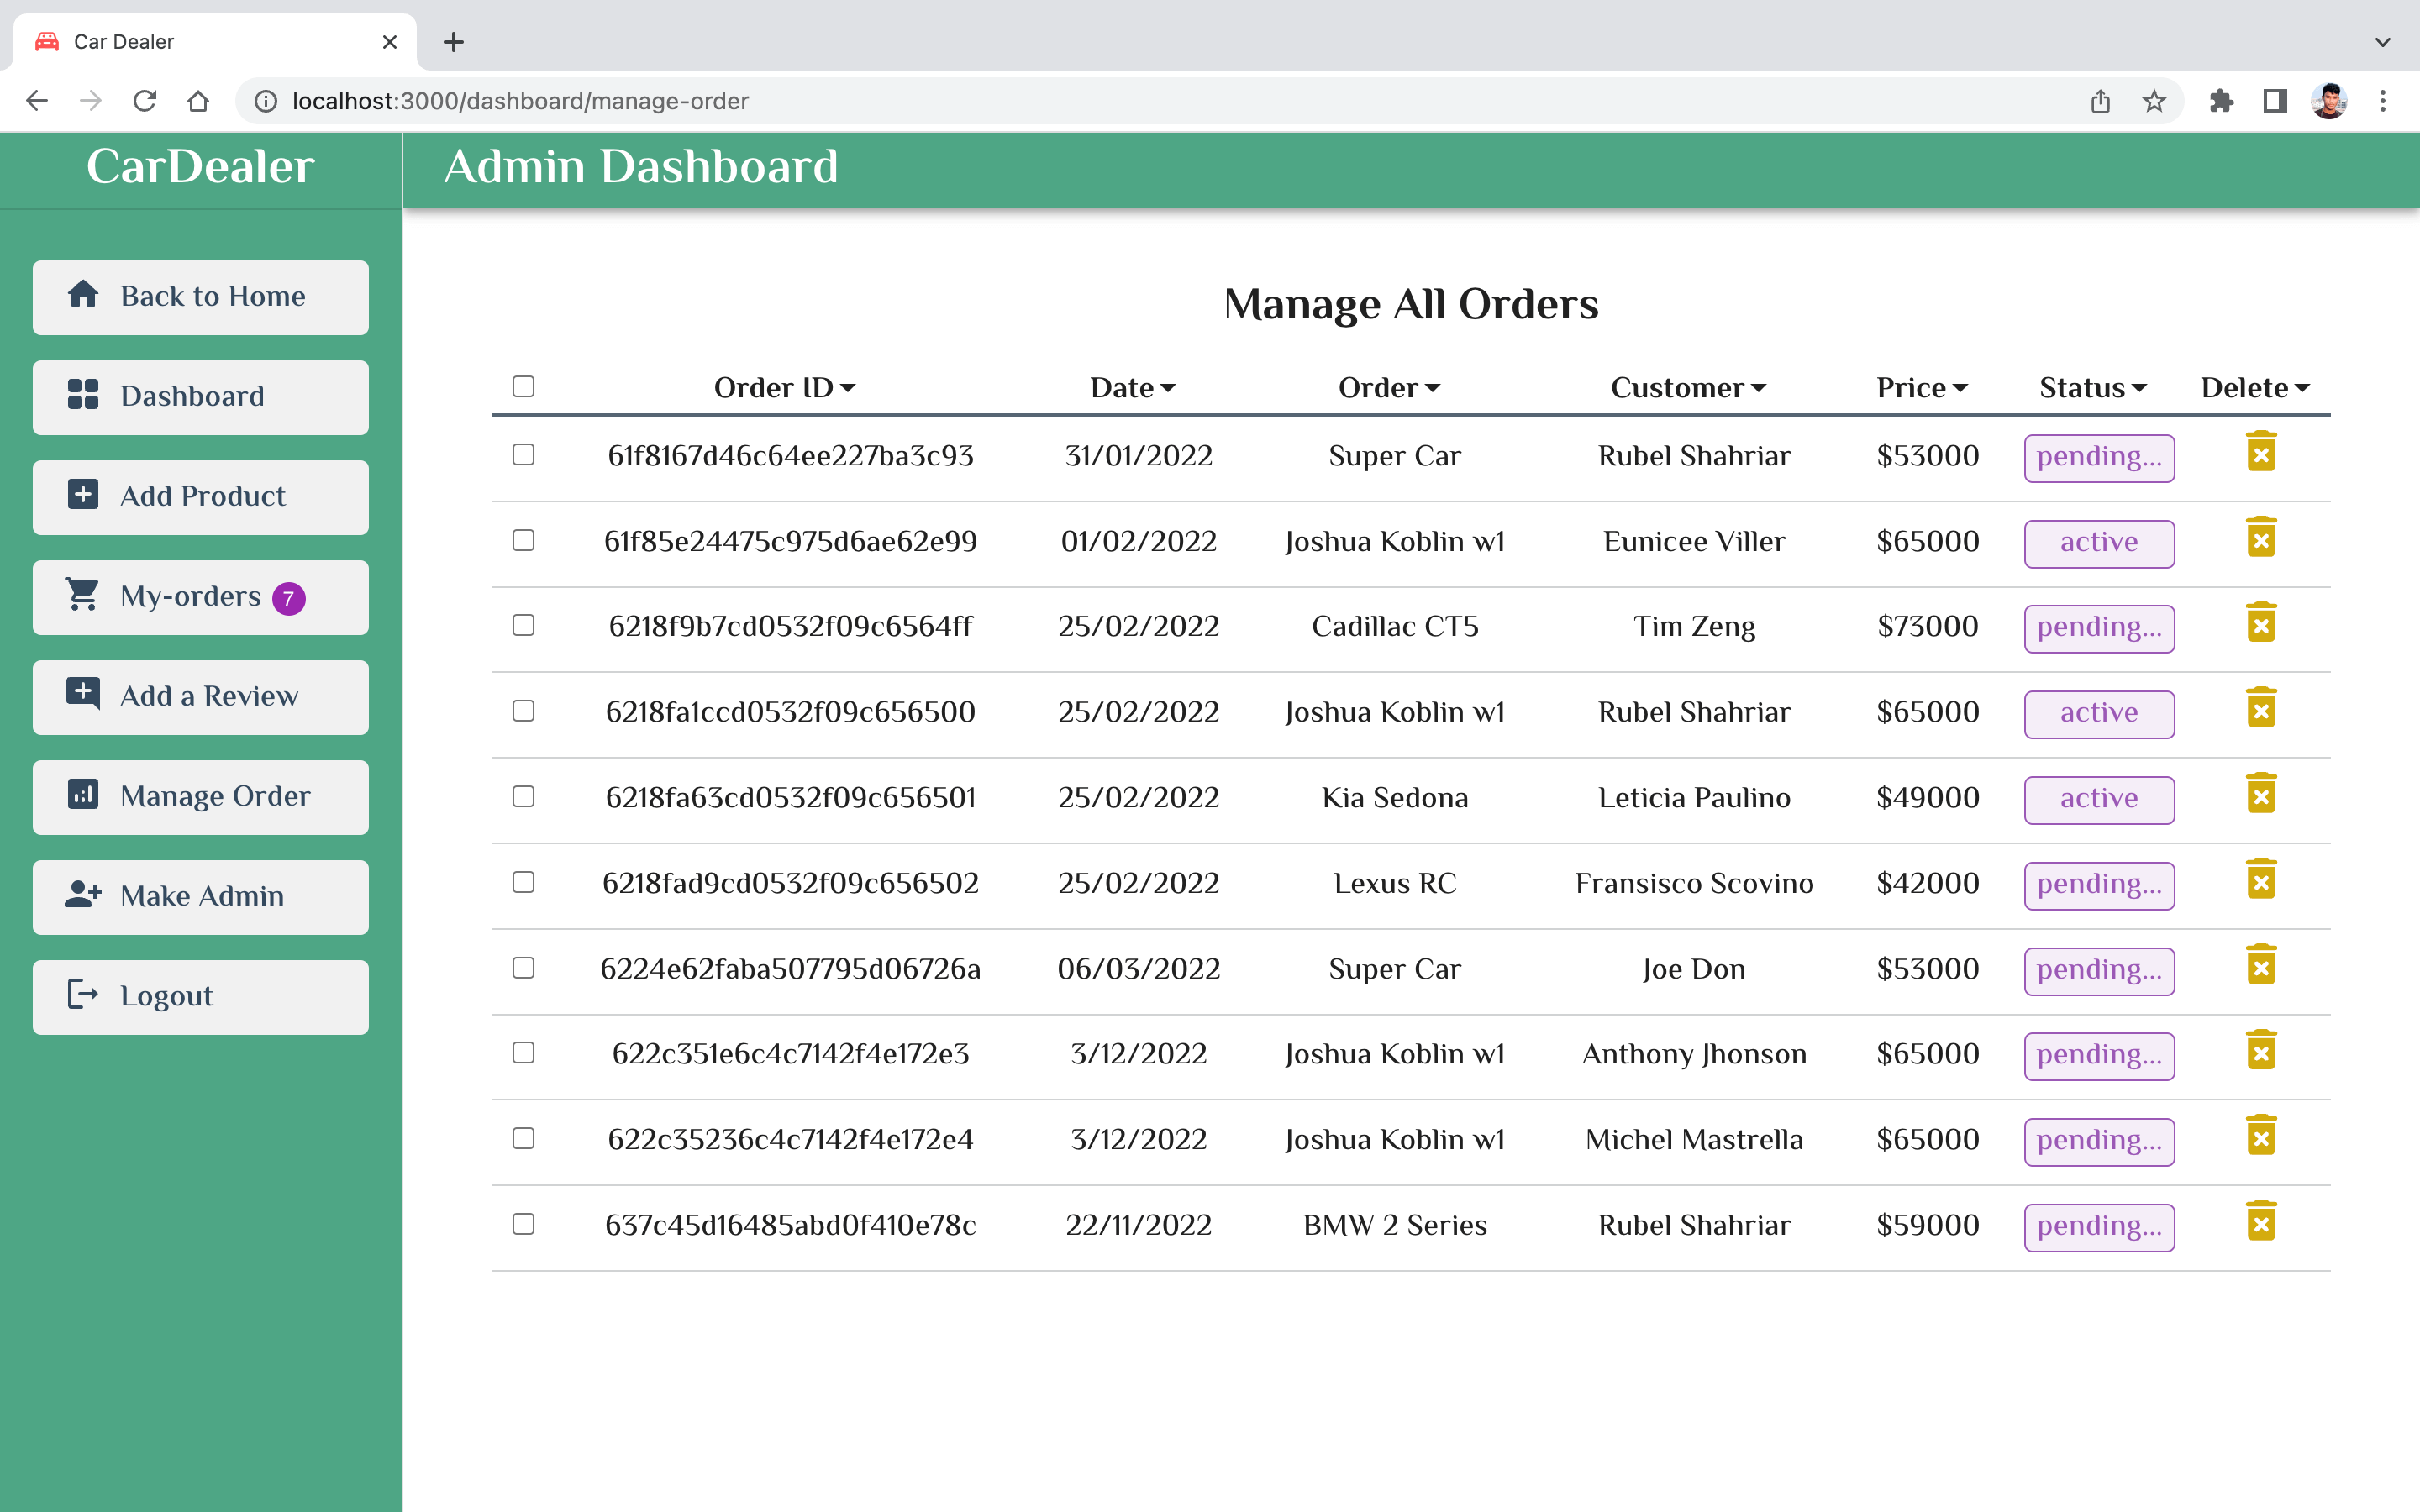 Car Dealer
localhost:3000/dashboard/manage-order
CarDealer
Admin Dashboard
Back to Home
Dashboard
Add Product
My-orders 7
Add a Review
Manage Order
Make Admin
Logout
Manage All Orders
Order ID Date Order Customer Price Status Delete
61f8167d46c64ee227ba3c93 31/01/2022 Super Car Rubel Shahriar $53000 pending...
61f85e24475c975d6ae62e99 01/02/2022 Joshua Koblin w1 Eunicee Viller $65000 active
6218f9b7cd0532f09c6564ff 25/02/2022 Cadillac CT5 Tim Zeng $73000 pending...
6218fa1ccd0532f09c656500 25/02/2022 Joshua Koblin w1 Rubel Shahriar $65000 active
6218fa63cd0532f09c656501 25/02/2022 Kia Sedona Leticia Paulino $49000 active
6218fad9cd0532f09c656502 25/02/2022 Lexus RC Fransisco Scovino $42000 pending...
6224e62faba507795d06726a 06/03/2022 Super Car Joe Don $53000 pending...
622c351e6c4c7142f4e172e3 3/12/2022 Joshua Koblin w1 Anthony Jhonson $65000 pending...
622c35236c4c7142f4e172e4 3/12/2022 Joshua Koblin w1 Michel Mastrella $65000 pending...
637c45d16485abd0f410e78c 22/11/2022 BMW 2 Series Rubel Shahriar $59000 pending...